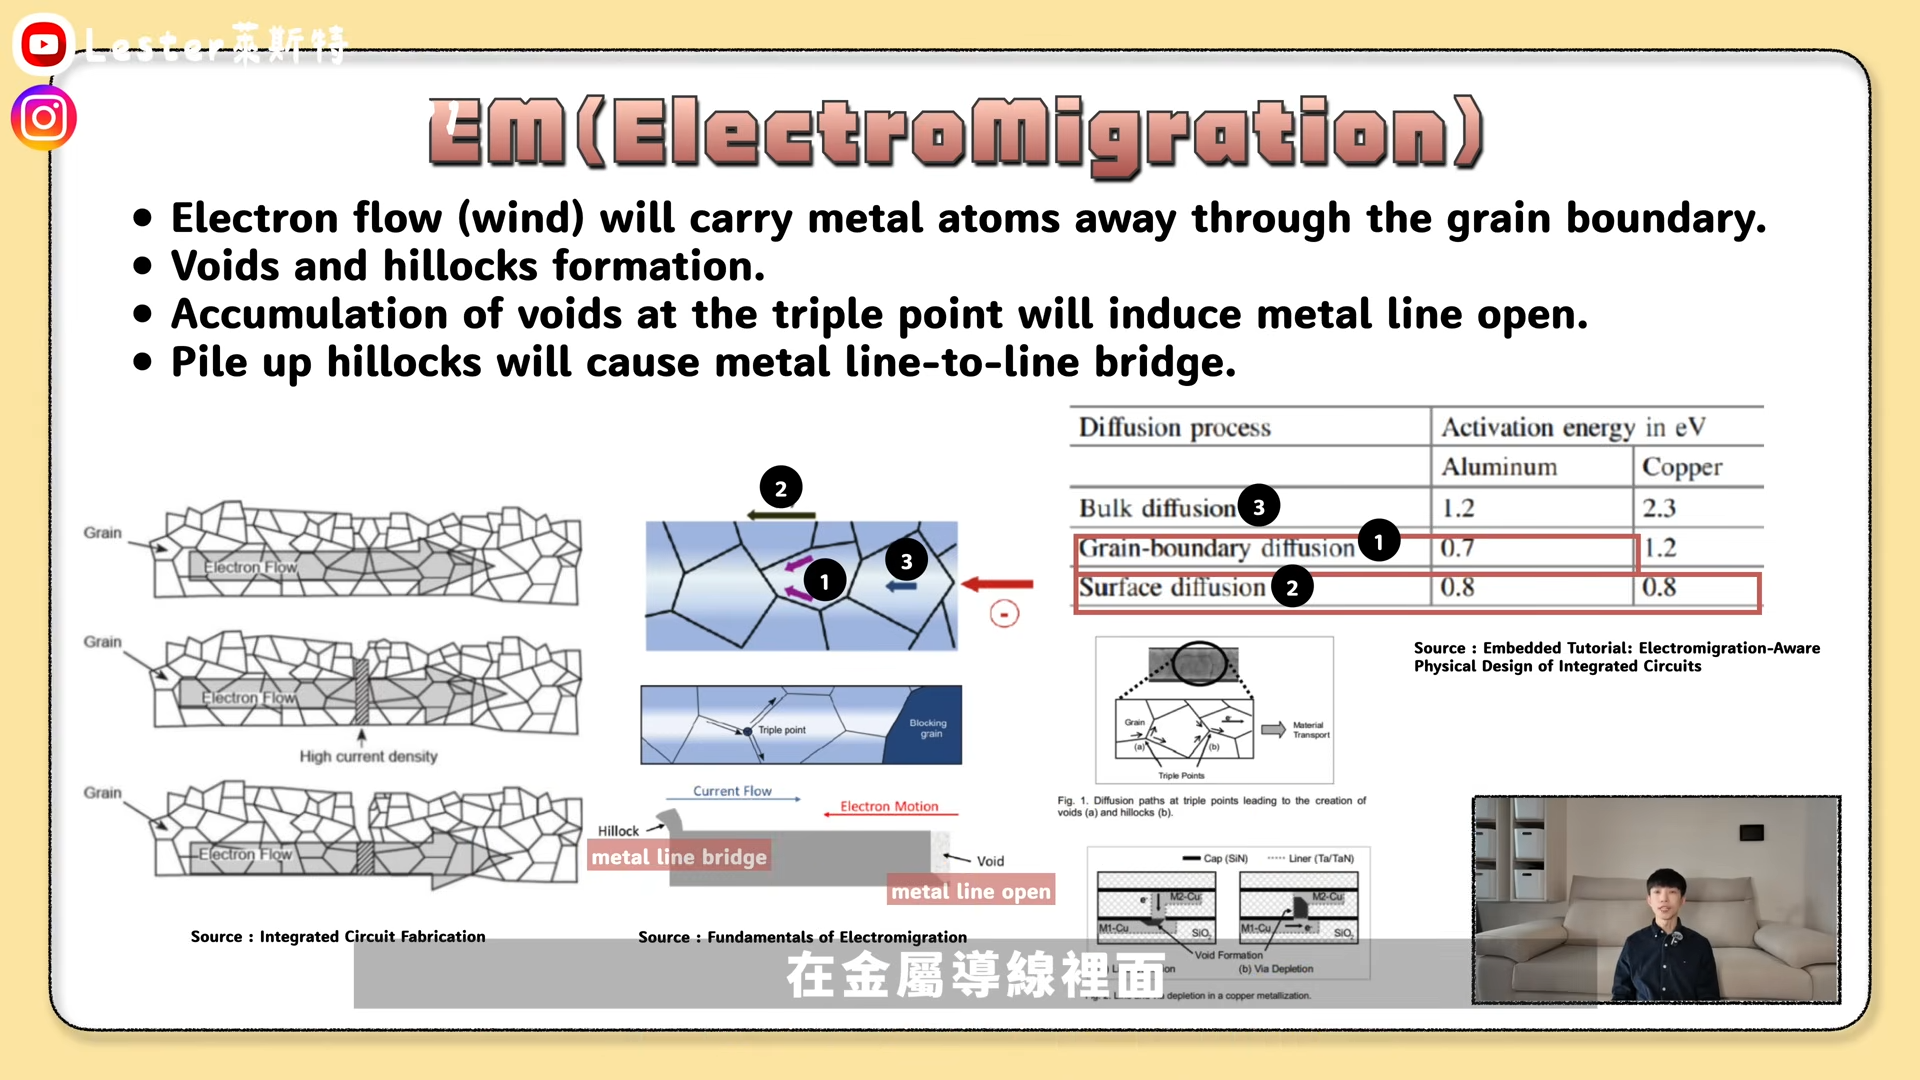 Lester萊斯特
EM(ElectroMigration)
• Electron flow (wind) will carry metal atoms away through the grain boundary.
• Voids and hillocks formation.
• Accumulation of voids at the triple point will induce metal line open.
• Pile up hillocks will cause metal line-to-line bridge.
Grain
Electron Flow
Grain
Electron Flow
High current density
Grain
Electron Flow
Source : Integrated Circuit Fabrication
2
1
3
-
Triple point
Blocking
grain
Current Flow
Electron Motion
Hillock
metal line bridge
Void
metal line open
Source : Fundamentals of Electromigration
Diffusion process Activation energy in eV
Aluminum Copper
Bulk diffusion 3 1.2 2.3
Grain-boundary diffusion 1 0.7 1.2
Surface diffusion 2 0.8 0.8
Source : Embedded Tutorial: Electromigration-Aware
Physical Design of Integrated Circuits
Grain
e-
(a)
(b)
Material
Transport
Triple Points
Fig. 1. Diffusion paths at triple points leading to the creation of
voids (a) and hillocks (b).
Cap (SiN) Liner (Ta/TaN)
e- M2-Cu M2-Cu
M1-Cu SiO2 M1-Cu e- SiO2
Void Formation
(b) Via Depletion
depletion in a copper metallization.
在金屬導線裡面